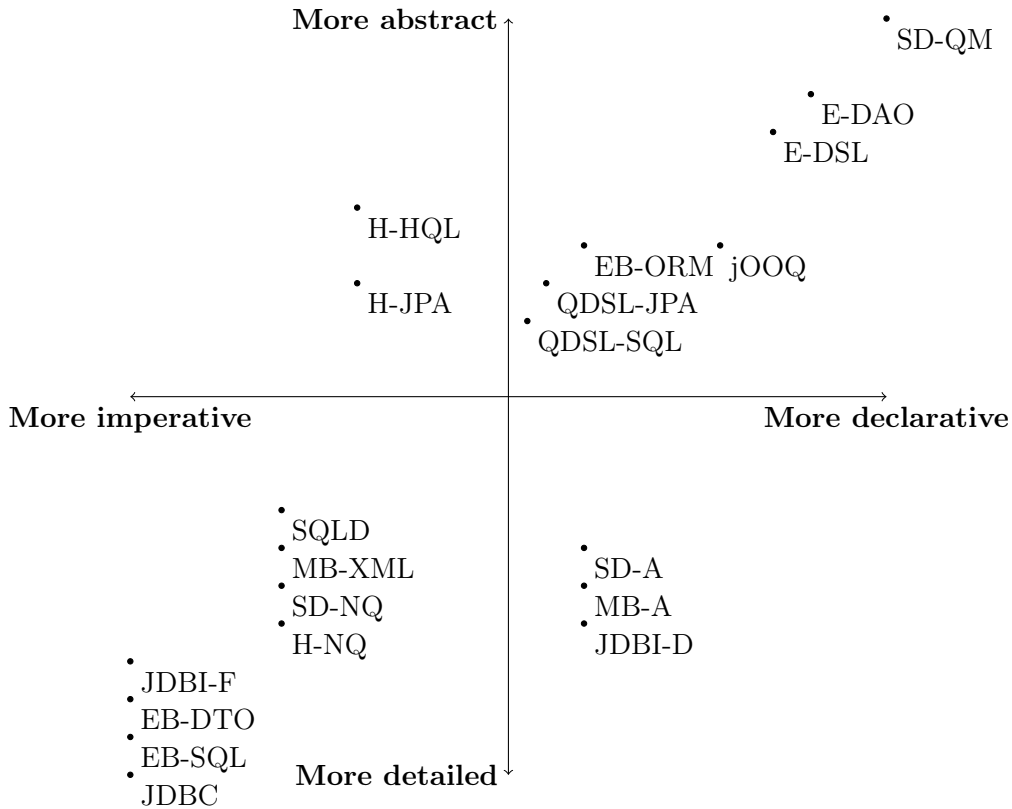 More abstract
SD-QM
E-DAO
E-DSL
H-HQL
EB-ORM
jOOQ
H-JPA
QDSL-JPA
QDSL-SQL
More imperative
More declarative
SQLD
MB-XML
SD-A
SD-NQ
MB-A
H-NQ
JDBI-D
JDBI-F
EB-DTO
EB-SQL
More detailed
JDBC